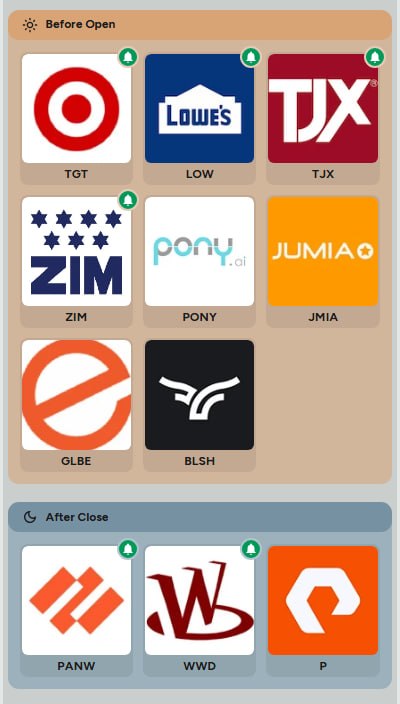 Before Open
LOWE'S
TJX®
TGT
LOW
TJX
ZIM
pony.ai
JUMIA
ZIM
PONY
JMIA
GLBE
BLSH
After Close
W
PANW
WWD
P